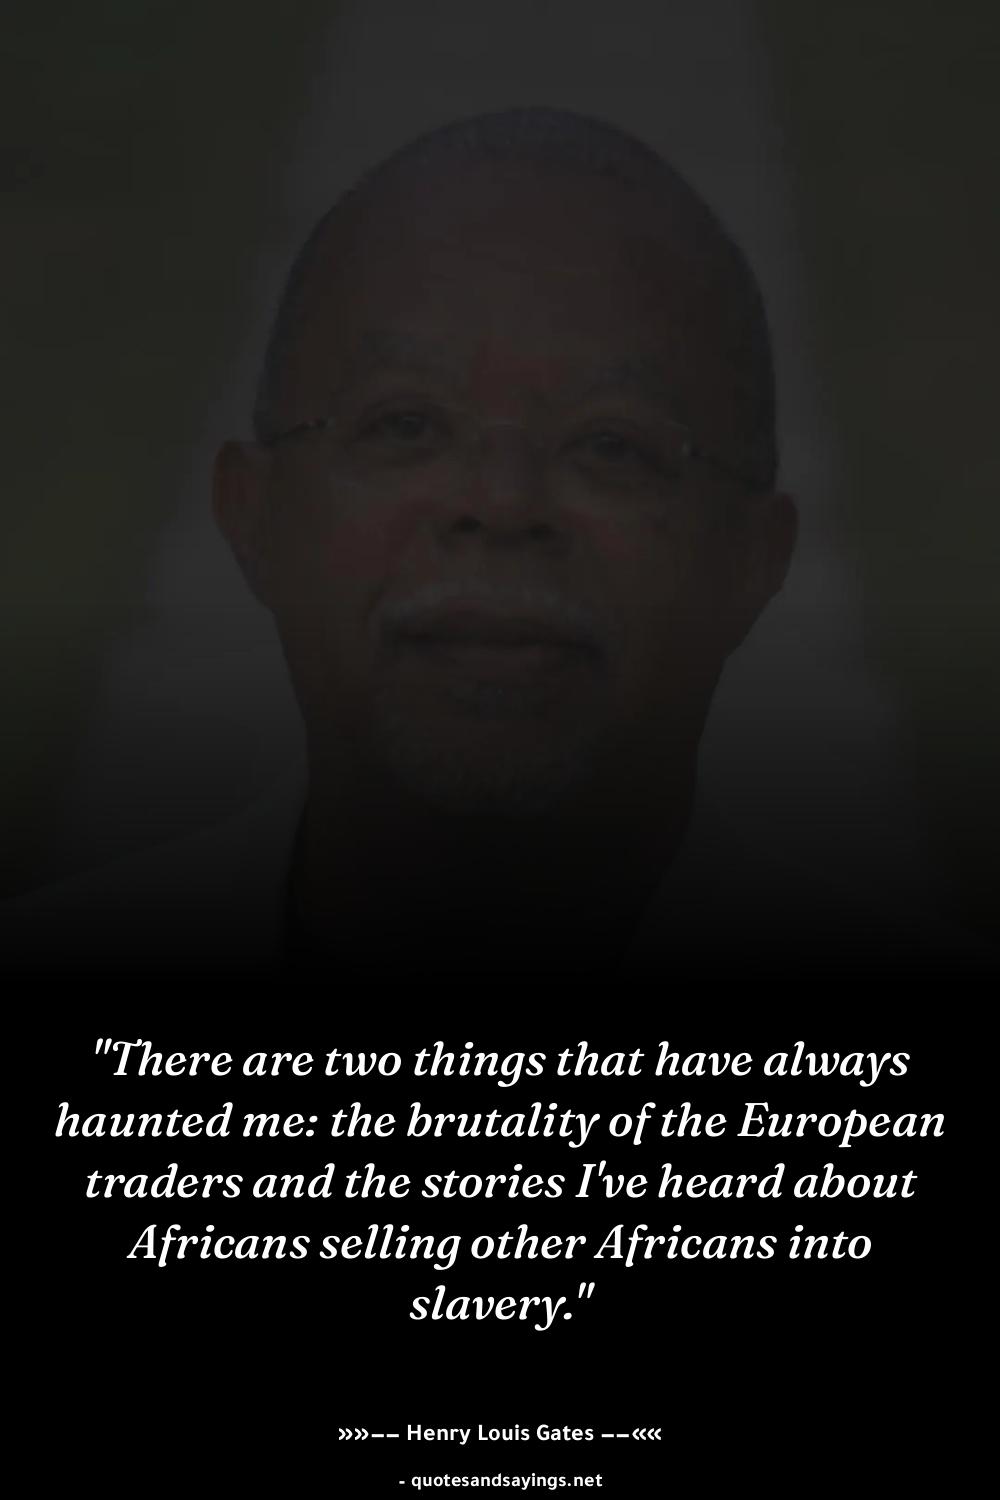 "There are two things that have always
haunted me: the brutality of the European
traders and the stories I've heard about
Africans selling other Africans into
slavery."
»»−− Henry Louis Gates −−««
- quotesandsayings.net